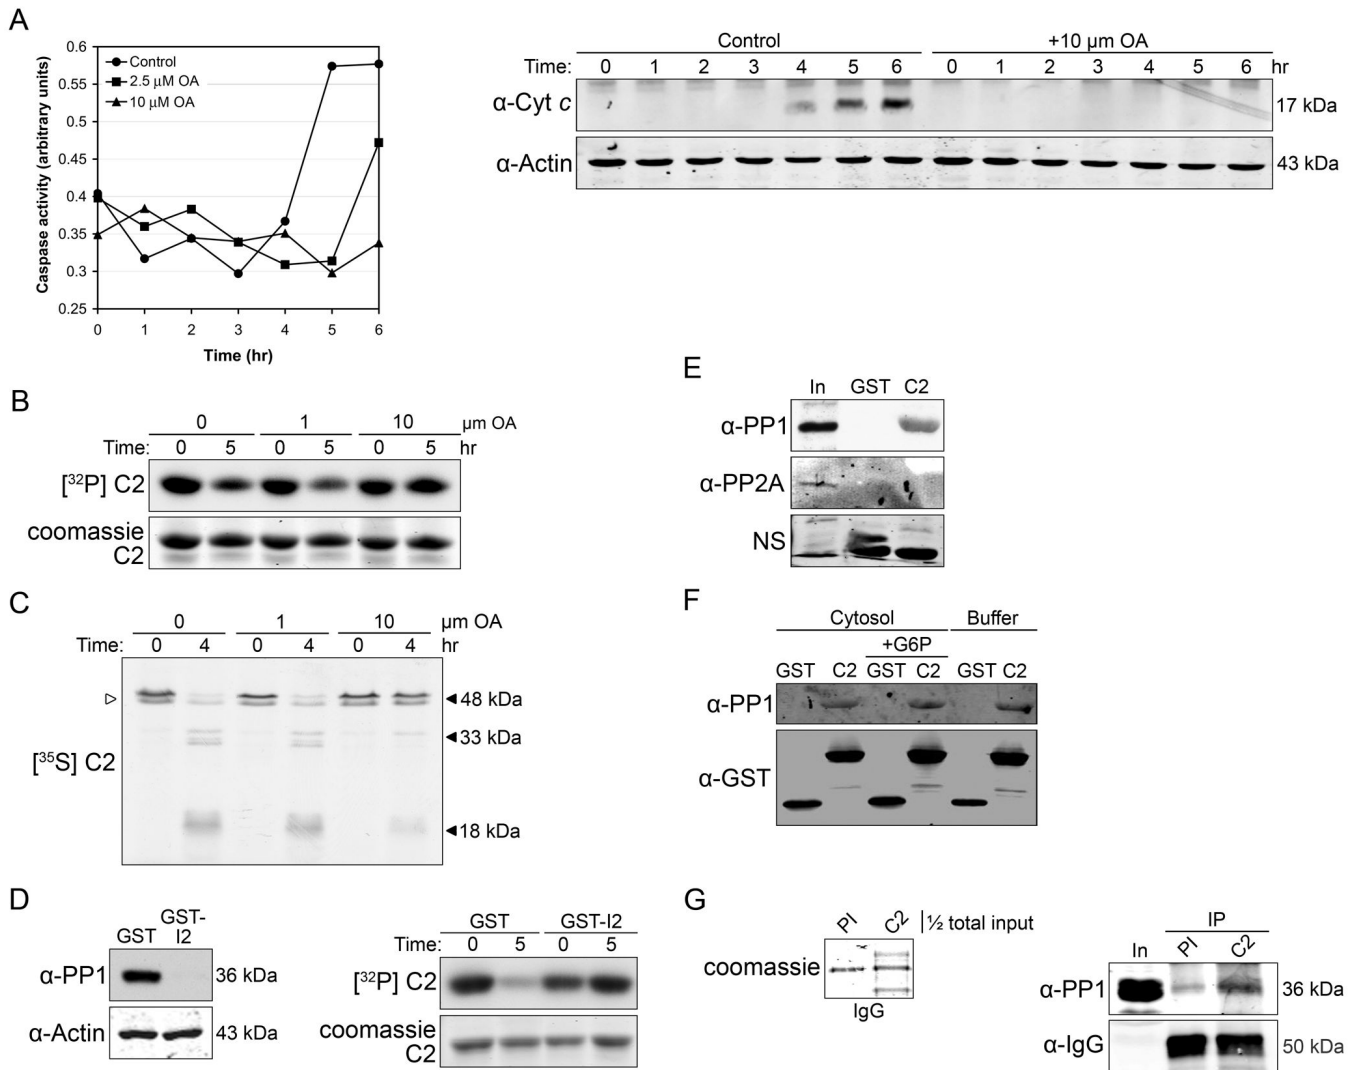 A
0.6
0.55
0.5
0.45
0.4
0.35
0.3
0.25
Caspase activity (arbitrary units)
Control
2.5 µM OA
10 µM OA
0 1 2 3 4 5 6
Time (hr)
Control +10 µm OA
Time: 0 1 2 3 4 5 6 0 1 2 3 4 5 6 hr
α-Cyt c 17 kDa
α-Actin 43 kDa
B
0 1 10 µm OA
Time: 0 5 0 5 0 5 hr
[³²P] C2
coomassie
C2
C
0 1 10 µm OA
Time: 0 4 0 4 0 4 hr
48 kDa
33 kDa
[³⁵S] C2
18 kDa
D
GST GST-
I2
α-PP1 36 kDa
α-Actin 43 kDa
GST GST-I2
Time: 0 5 0 5
[³²P] C2
coomassie
C2
E
In GST C2
α-PP1
α-PP2A
NS
F
Cytosol Buffer
+G6P
GST C2 GST C2 GST C2
α-PP1
α-GST
G
PI C2 ½ total input
coomassie
IgG
IP
In PI C2
α-PP1 36 kDa
α-IgG 50 kDa